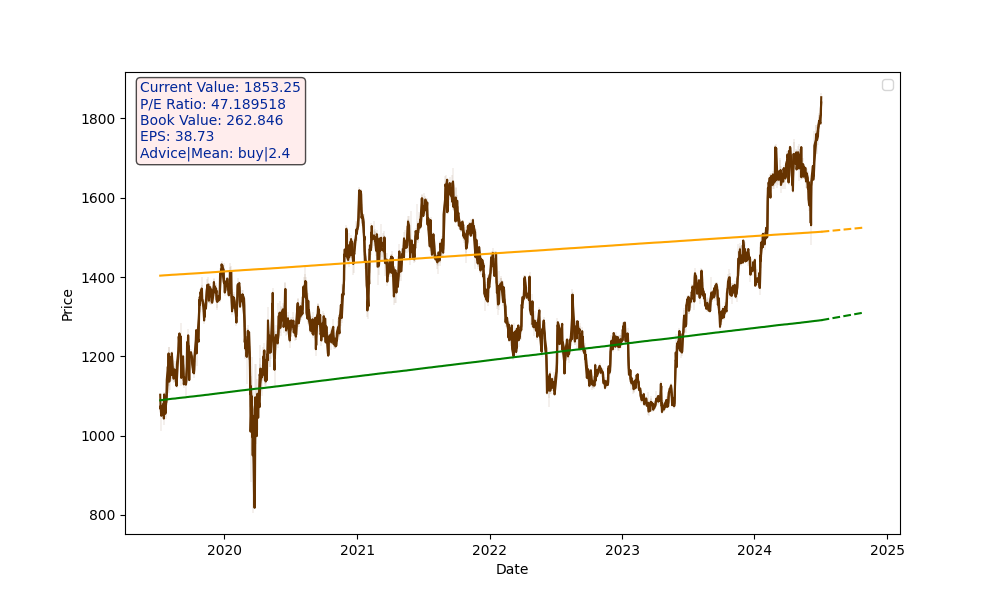 Current Value: 1853.25
P/E Ratio: 47.189518
Book Value: 262.846
EPS: 38.73
Advice|Mean: buy|2.4
1800
1600
1400
1200
1000
800
Price
2020 2021 2022 2023 2024 2025
Date